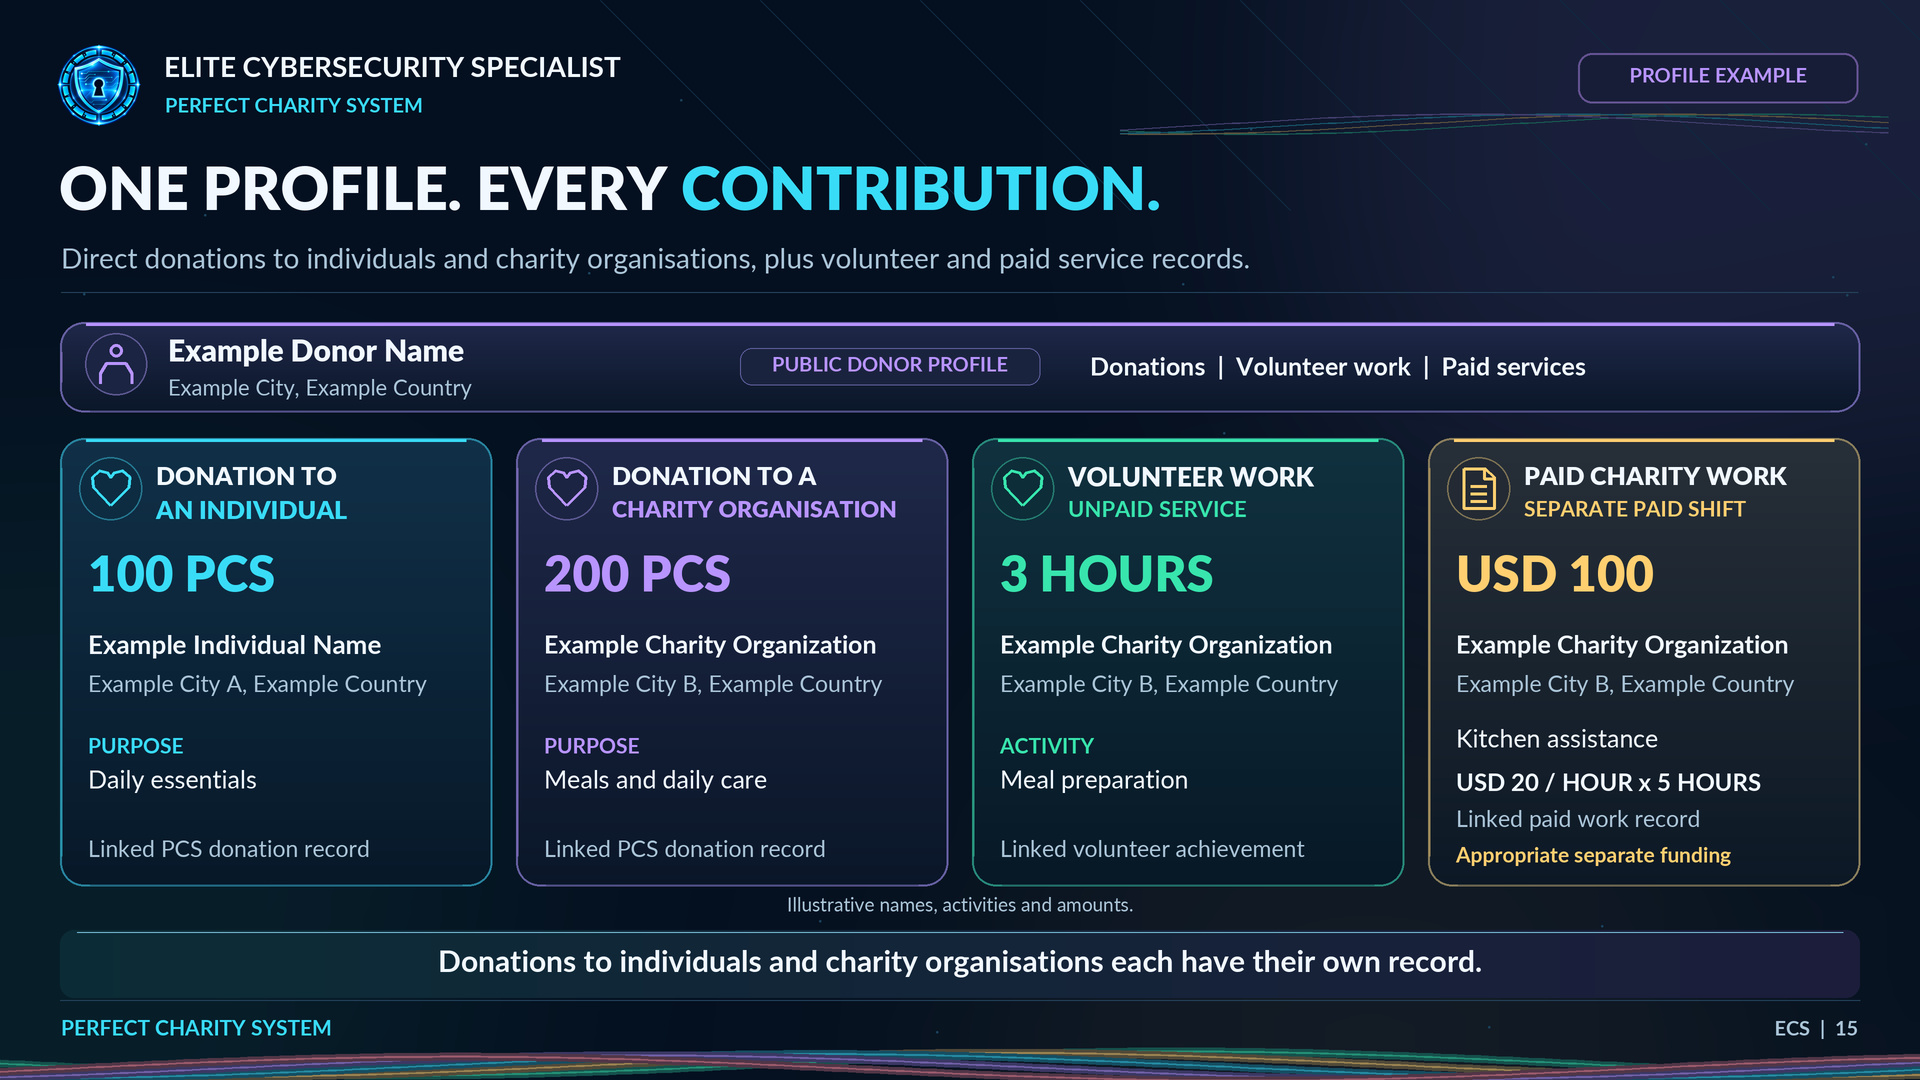 ELITE CYBERSECURITY SPECIALIST
PERFECT CHARITY SYSTEM
PROFILE EXAMPLE
ONE PROFILE. EVERY CONTRIBUTION.
Direct donations to individuals and charity organisations, plus volunteer and paid service records.
Example Donor Name
Example City, Example Country
PUBLIC DONOR PROFILE
Donations | Volunteer work | Paid services
DONATION TO
AN INDIVIDUAL
100 PCS
Example Individual Name
Example City A, Example Country
PURPOSE
Daily essentials
Linked PCS donation record
DONATION TO A
CHARITY ORGANISATION
200 PCS
Example Charity Organization
Example City B, Example Country
PURPOSE
Meals and daily care
Linked PCS donation record
VOLUNTEER WORK
UNPAID SERVICE
3 HOURS
Example Charity Organization
Example City B, Example Country
ACTIVITY
Meal preparation
Linked volunteer achievement
PAID CHARITY WORK
SEPARATE PAID SHIFT
USD 100
Example Charity Organization
Example City B, Example Country
Kitchen assistance
USD 20 / HOUR x 5 HOURS
Linked paid work record
Appropriate separate funding
Illustrative names, activities and amounts.
Donations to individuals and charity organisations each have their own record.
PERFECT CHARITY SYSTEM
ECS | 15